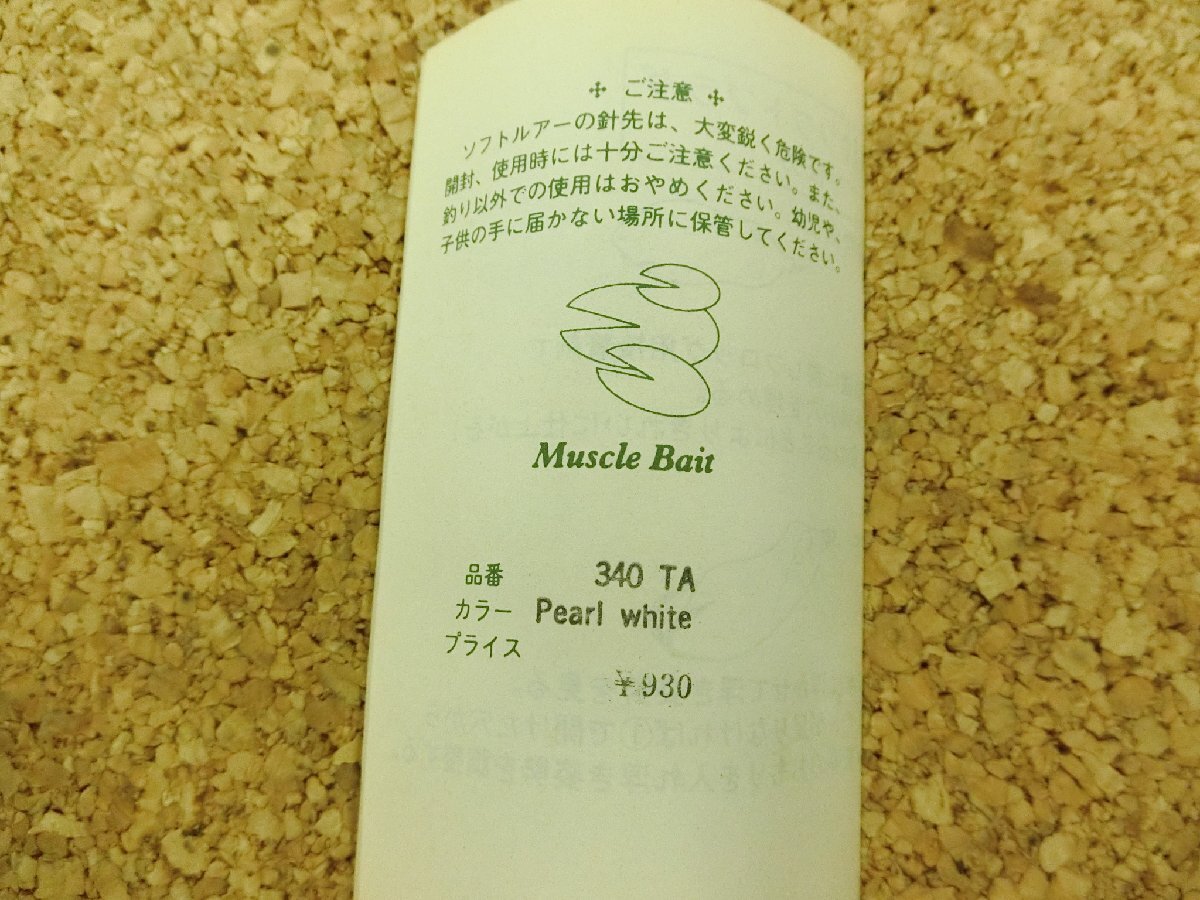 ✢ ご注意 ✢
ソフトルアーの針先は、大変鋭く危険です。
開封、使用時には十分ご注意ください。また、
釣り以外での使用はおやめください。幼児や、
子供の手に届かない場所に保管してください。
Muscle Bait
品番 340 TA
カラー Pearl white
プライス
¥930